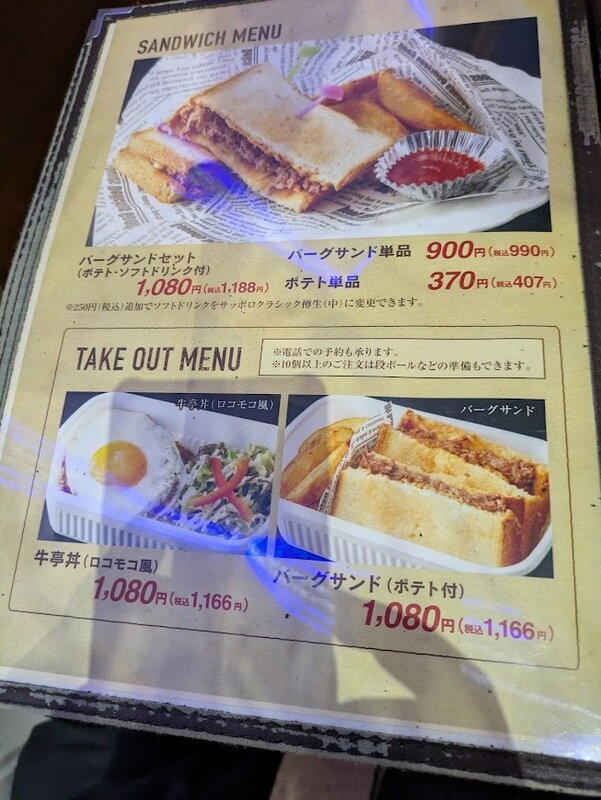 SANDWICH MENU
バーグサンドセット
(ポテト・ソフトドリンク付)
1,080円(税込1,188円)
バーグサンド単品 900円(税込990円)
ポテト単品 370円(税込407円)
※250円(税込)追加でソフトドリンクをサッポロクラシック樽生(中)に変更できます。
TAKE OUT MENU
※電話での予約も承ります。
※10個以上のご注文は段ボールなどの準備もできます。
牛亭丼(ロコモコ風)
バーグサンド
牛亭丼(ロコモコ風)
1,080円(税込1,166円)
バーグサンド(ポテト付)
1,080円(税込1,166円)